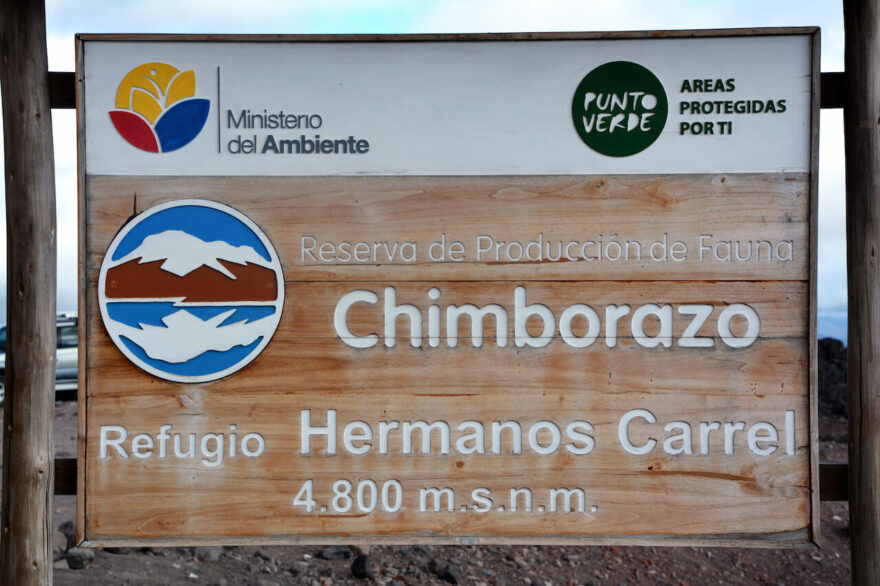 Ministerio
del Ambiente
PUNTO
VERDE
AREAS
PROTEGIDAS
POR TI
Reserva de Producción de Fauna
Chimborazo
Refugio Hermanos Carrel
4.800 m.s.n.m.